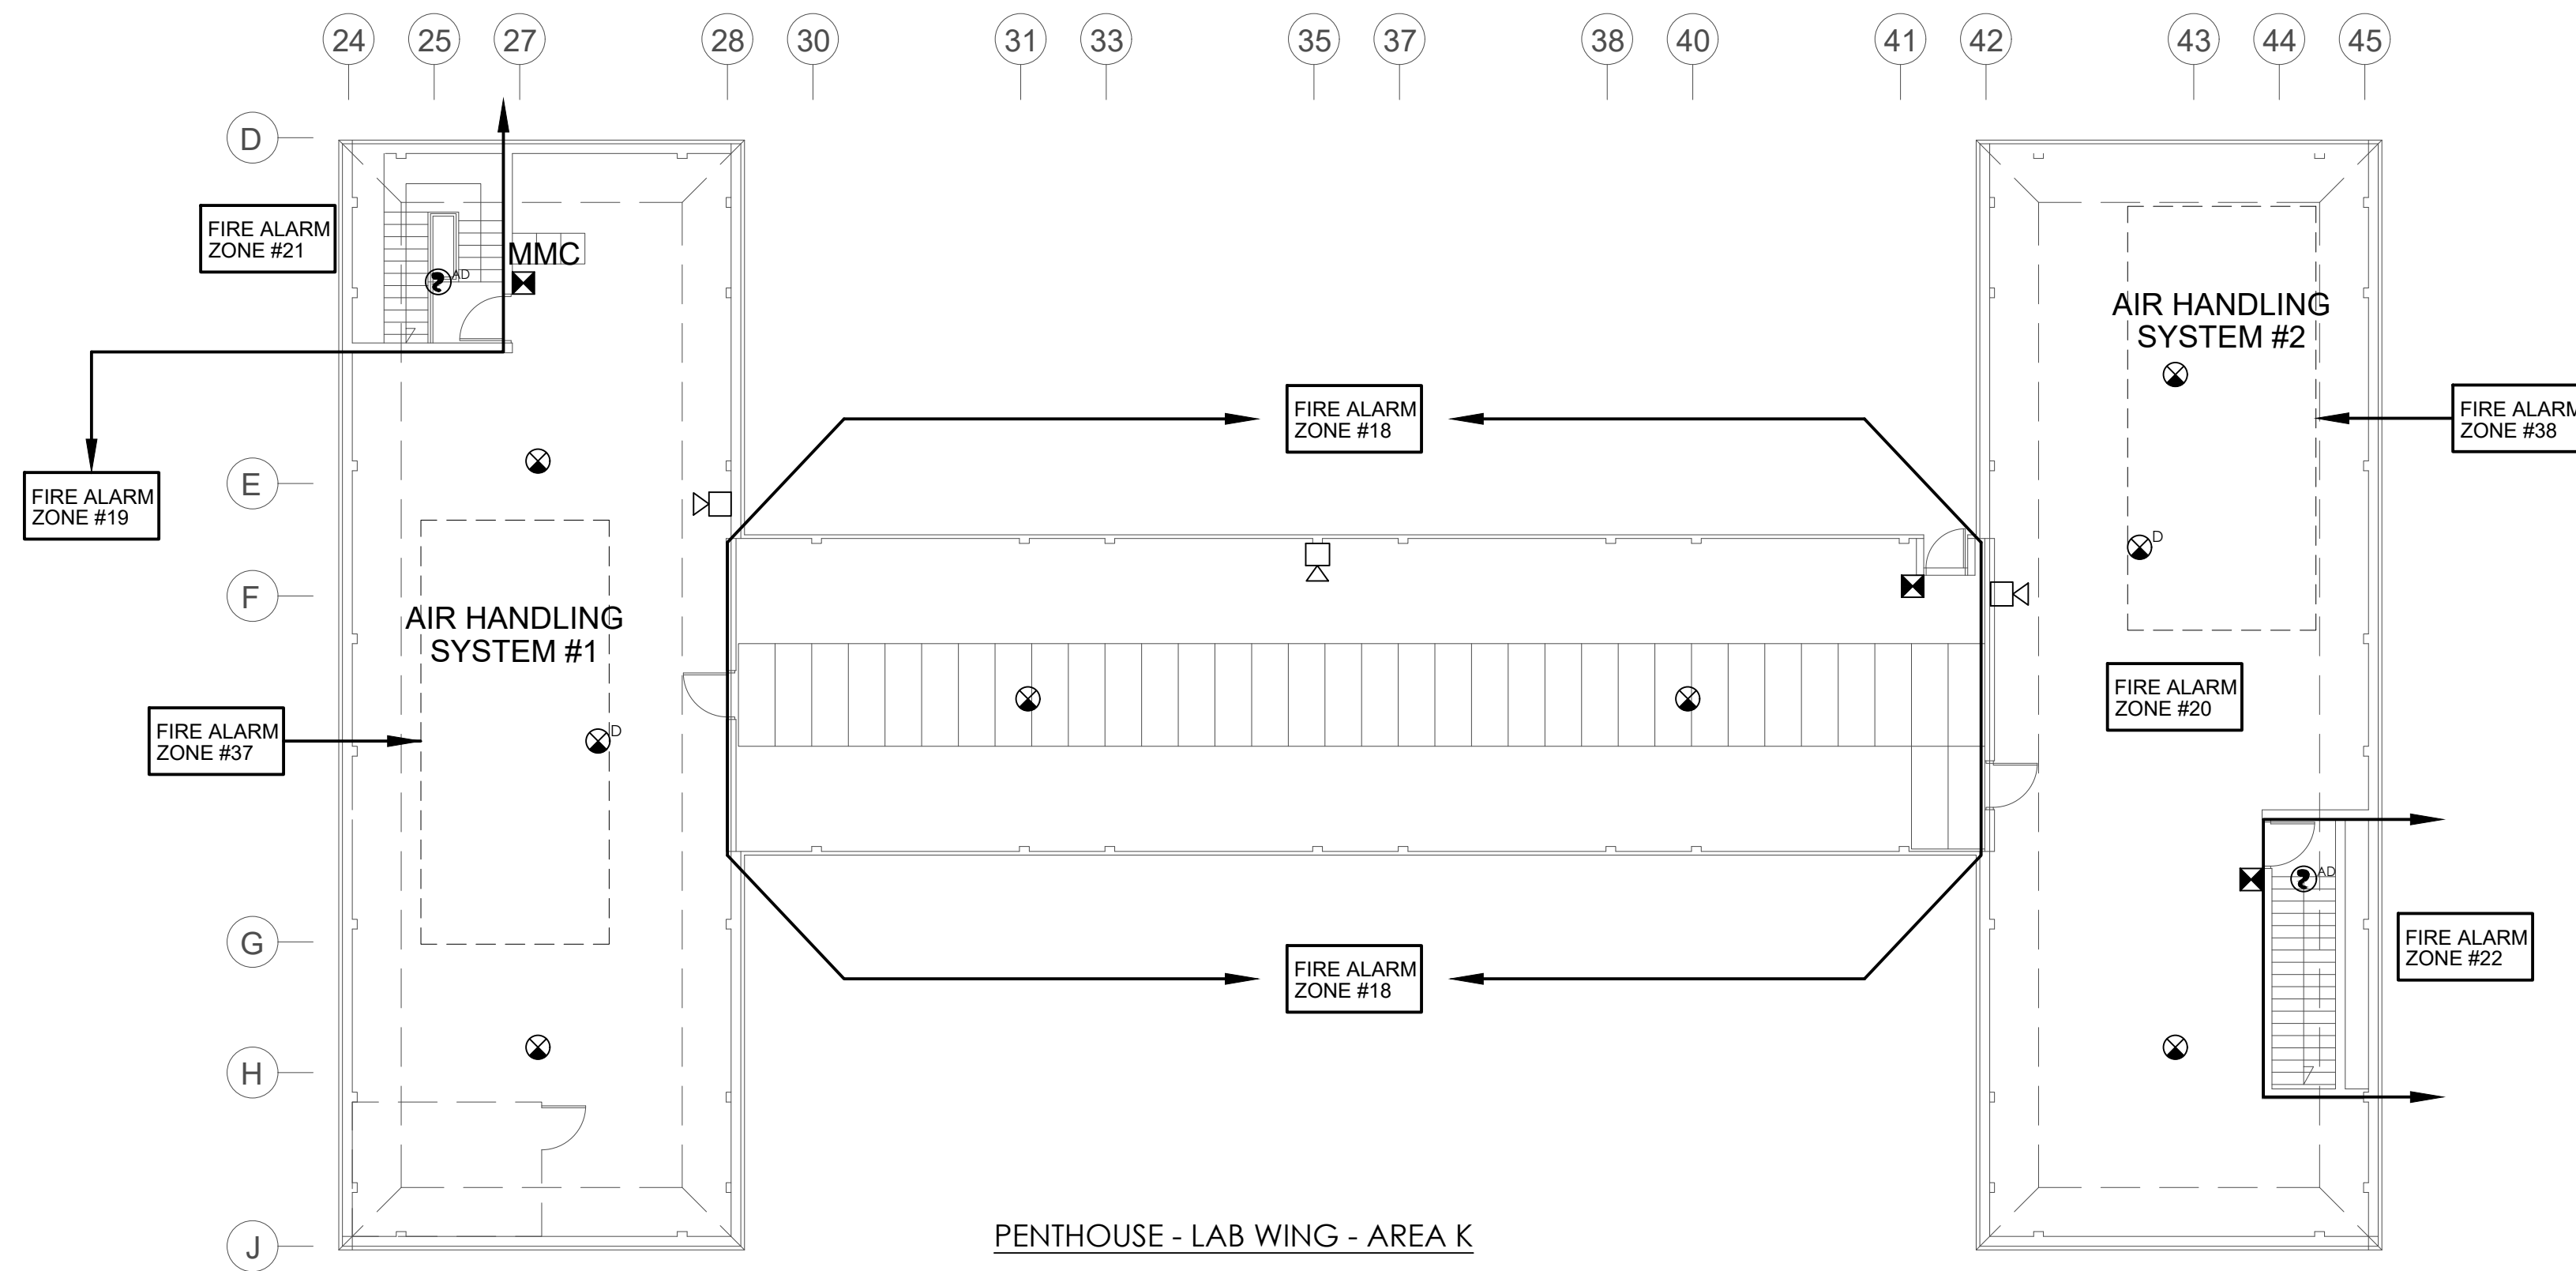 24 25 27 28 30 31 33 35 37 38 40 41 42 43 44 45
D
FIRE ALARM
ZONE #21
MMC
AD
AIR HANDLING
SYSTEM #2
FIRE ALARM
ZONE #18
FIRE ALARM
ZONE #38
E
FIRE ALARM
ZONE #19
D
F
AIR HANDLING
SYSTEM #1
FIRE ALARM
ZONE #20
FIRE ALARM
ZONE #37
D
AD
G
FIRE ALARM
ZONE #22
FIRE ALARM
ZONE #18
H
J
PENTHOUSE - LAB WING - AREA K